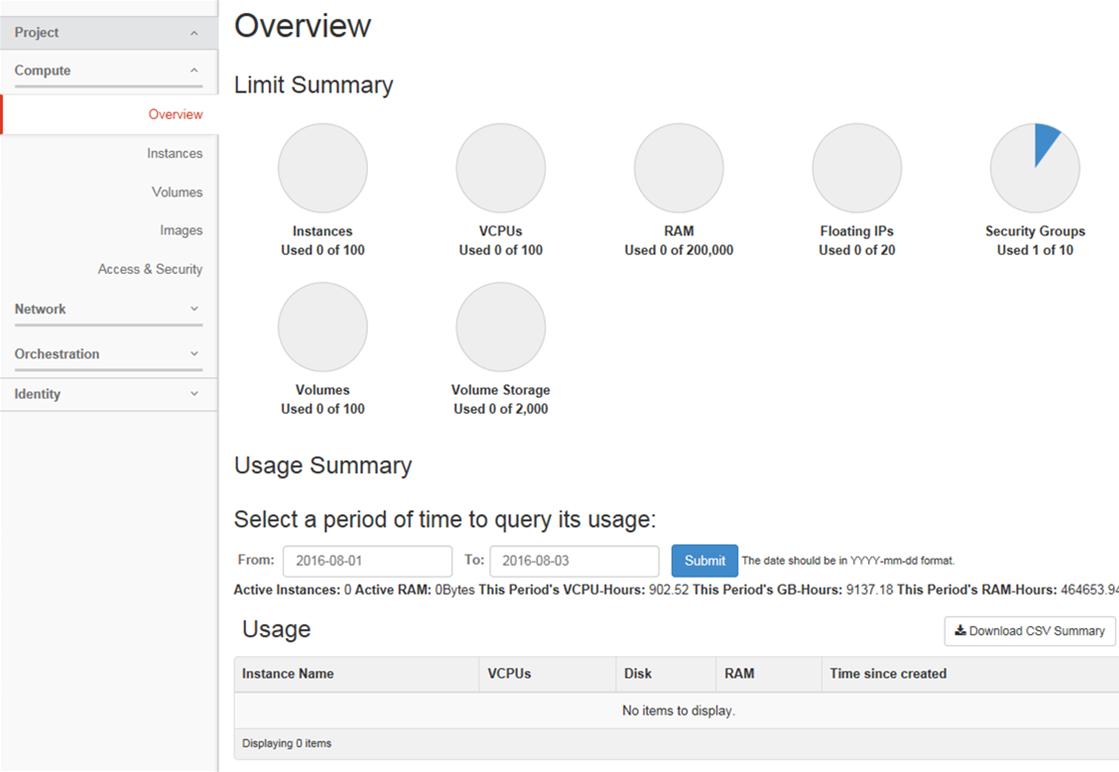 Project
Compute
Overview
Instances
Volumes
Images
Access & Security
Network
Orchestration
Identity
Overview
Limit Summary
Instances
Used 0 of 100
VCPUs
Used 0 of 100
RAM
Used 0 of 200,000
Floating IPs
Used 0 of 20
Security Groups
Used 1 of 10
Volumes
Used 0 of 100
Volume Storage
Used 0 of 2,000
Usage Summary
Select a period of time to query its usage:
From: 2016-08-01 To: 2016-08-03 Submit The date should be in YYYY-mm-dd format.
Active Instances: 0 Active RAM: 0Bytes This Period's VCPU-Hours: 902.52 This Period's GB-Hours: 9137.18 This Period's RAM-Hours: 464653.94
Usage
Download CSV Summary
Instance Name VCPUs Disk RAM Time since created
No items to display.
Displaying 0 items